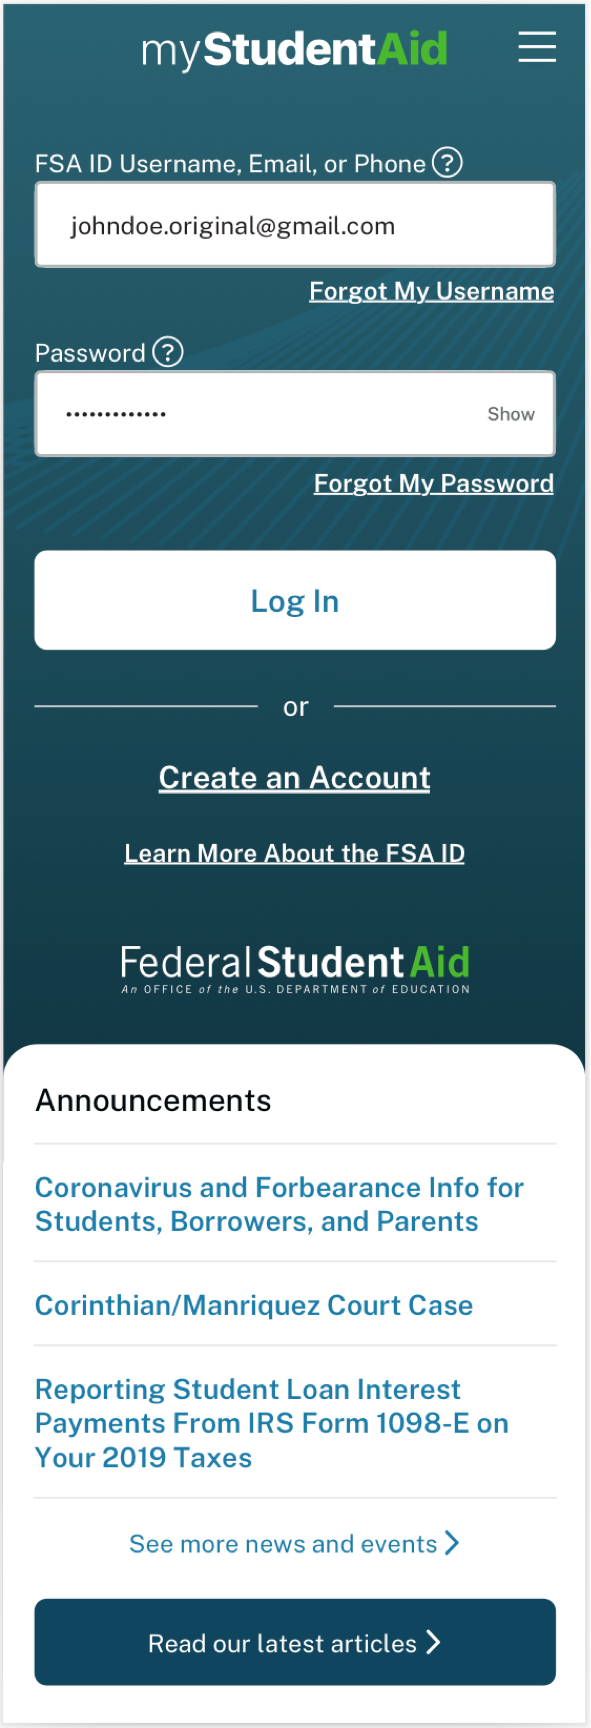 myStudentAid
FSA ID Username, Email, or Phone ?
johndoe.original@gmail.com
Forgot My Username
Password ?
•••••••••••••
Show
Forgot My Password
Log In
or
Create an Account
Learn More About the FSA ID
Federal Student Aid
An OFFICE of the U.S. DEPARTMENT of EDUCATION
Announcements
Coronavirus and Forbearance Info for
Students, Borrowers, and Parents
Corinthian/Manriquez Court Case
Reporting Student Loan Interest
Payments From IRS Form 1098-E on
Your 2019 Taxes
See more news and events
Read our latest articles